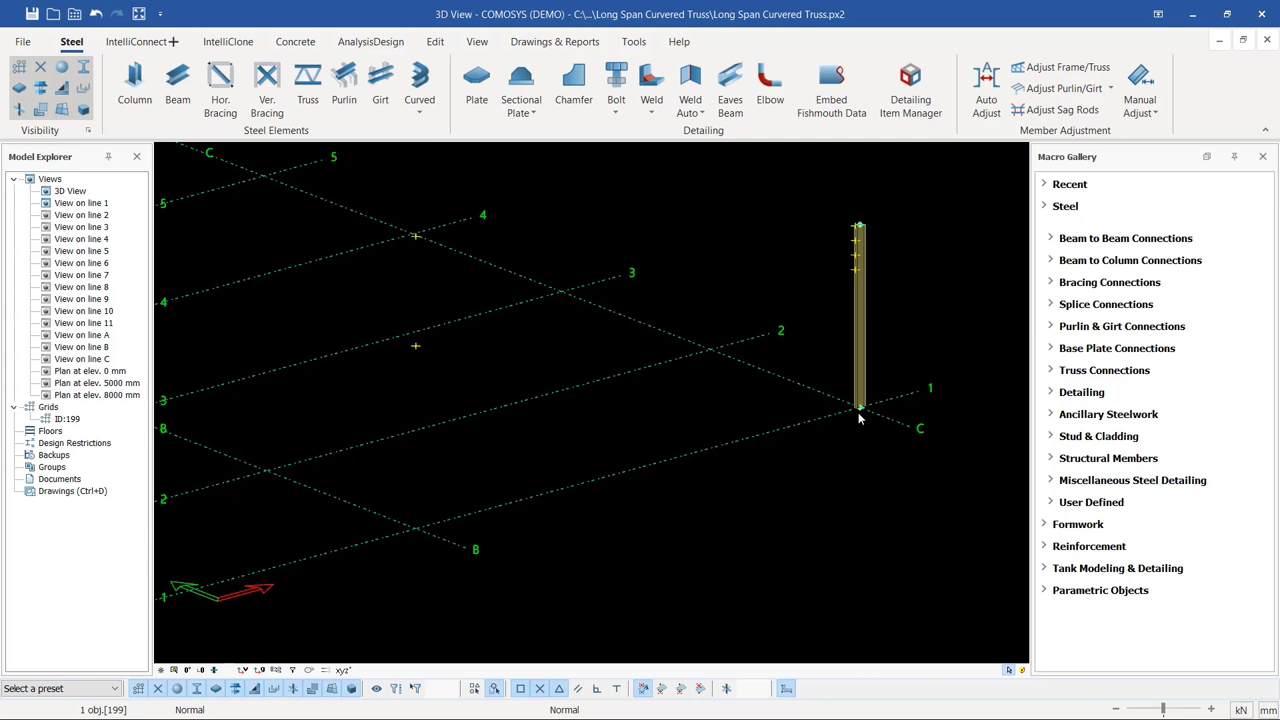 3D View - COMOSYS (DEMO) - C:\...\Long Span Curvered Truss\Long Span Curvered Truss.px2
File Steel IntelliConnect IntelliClone Concrete AnalysisDesign Edit View Drawings & Reports Tools Help
Column Beam Hor. Bracing Ver. Bracing Truss Purlin Girt Curved
Plate Sectional Plate Chamfer Bolt Weld Weld Auto Eaves Beam Elbow Embed Fishmouth Data Detailing Item Manager
Auto Adjust Adjust Frame/Truss Adjust Purlin/Girt Adjust Sag Rods Manual Adjust
Visibility Steel Elements Detailing Member Adjustment
Model Explorer
Views
3D View
View on line 1
View on line 2
View on line 3
View on line 4
View on line 5
View on line 6
View on line 7
View on line 8
View on line 9
View on line 10
View on line 11
View on line A
View on line B
View on line C
Plan at elev. 0 mm
Plan at elev. 5000 mm
Plan at elev. 8000 mm
Grids
ID:199
Floors
Design Restrictions
Backups
Groups
Documents
Drawings (Ctrl+D)
C
5
5
4
3
4
2
1
3
B
C
2
B
1
Macro Gallery
Recent
Steel
Beam to Beam Connections
Beam to Column Connections
Bracing Connections
Splice Connections
Purlin & Girt Connections
Base Plate Connections
Truss Connections
Detailing
Ancillary Steelwork
Stud & Cladding
Structural Members
Miscellaneous Steel Detailing
User Defined
Formwork
Reinforcement
Tank Modeling & Detailing
Parametric Objects
xyz
Select a preset
1 obj.[199] Normal Normal kN mm